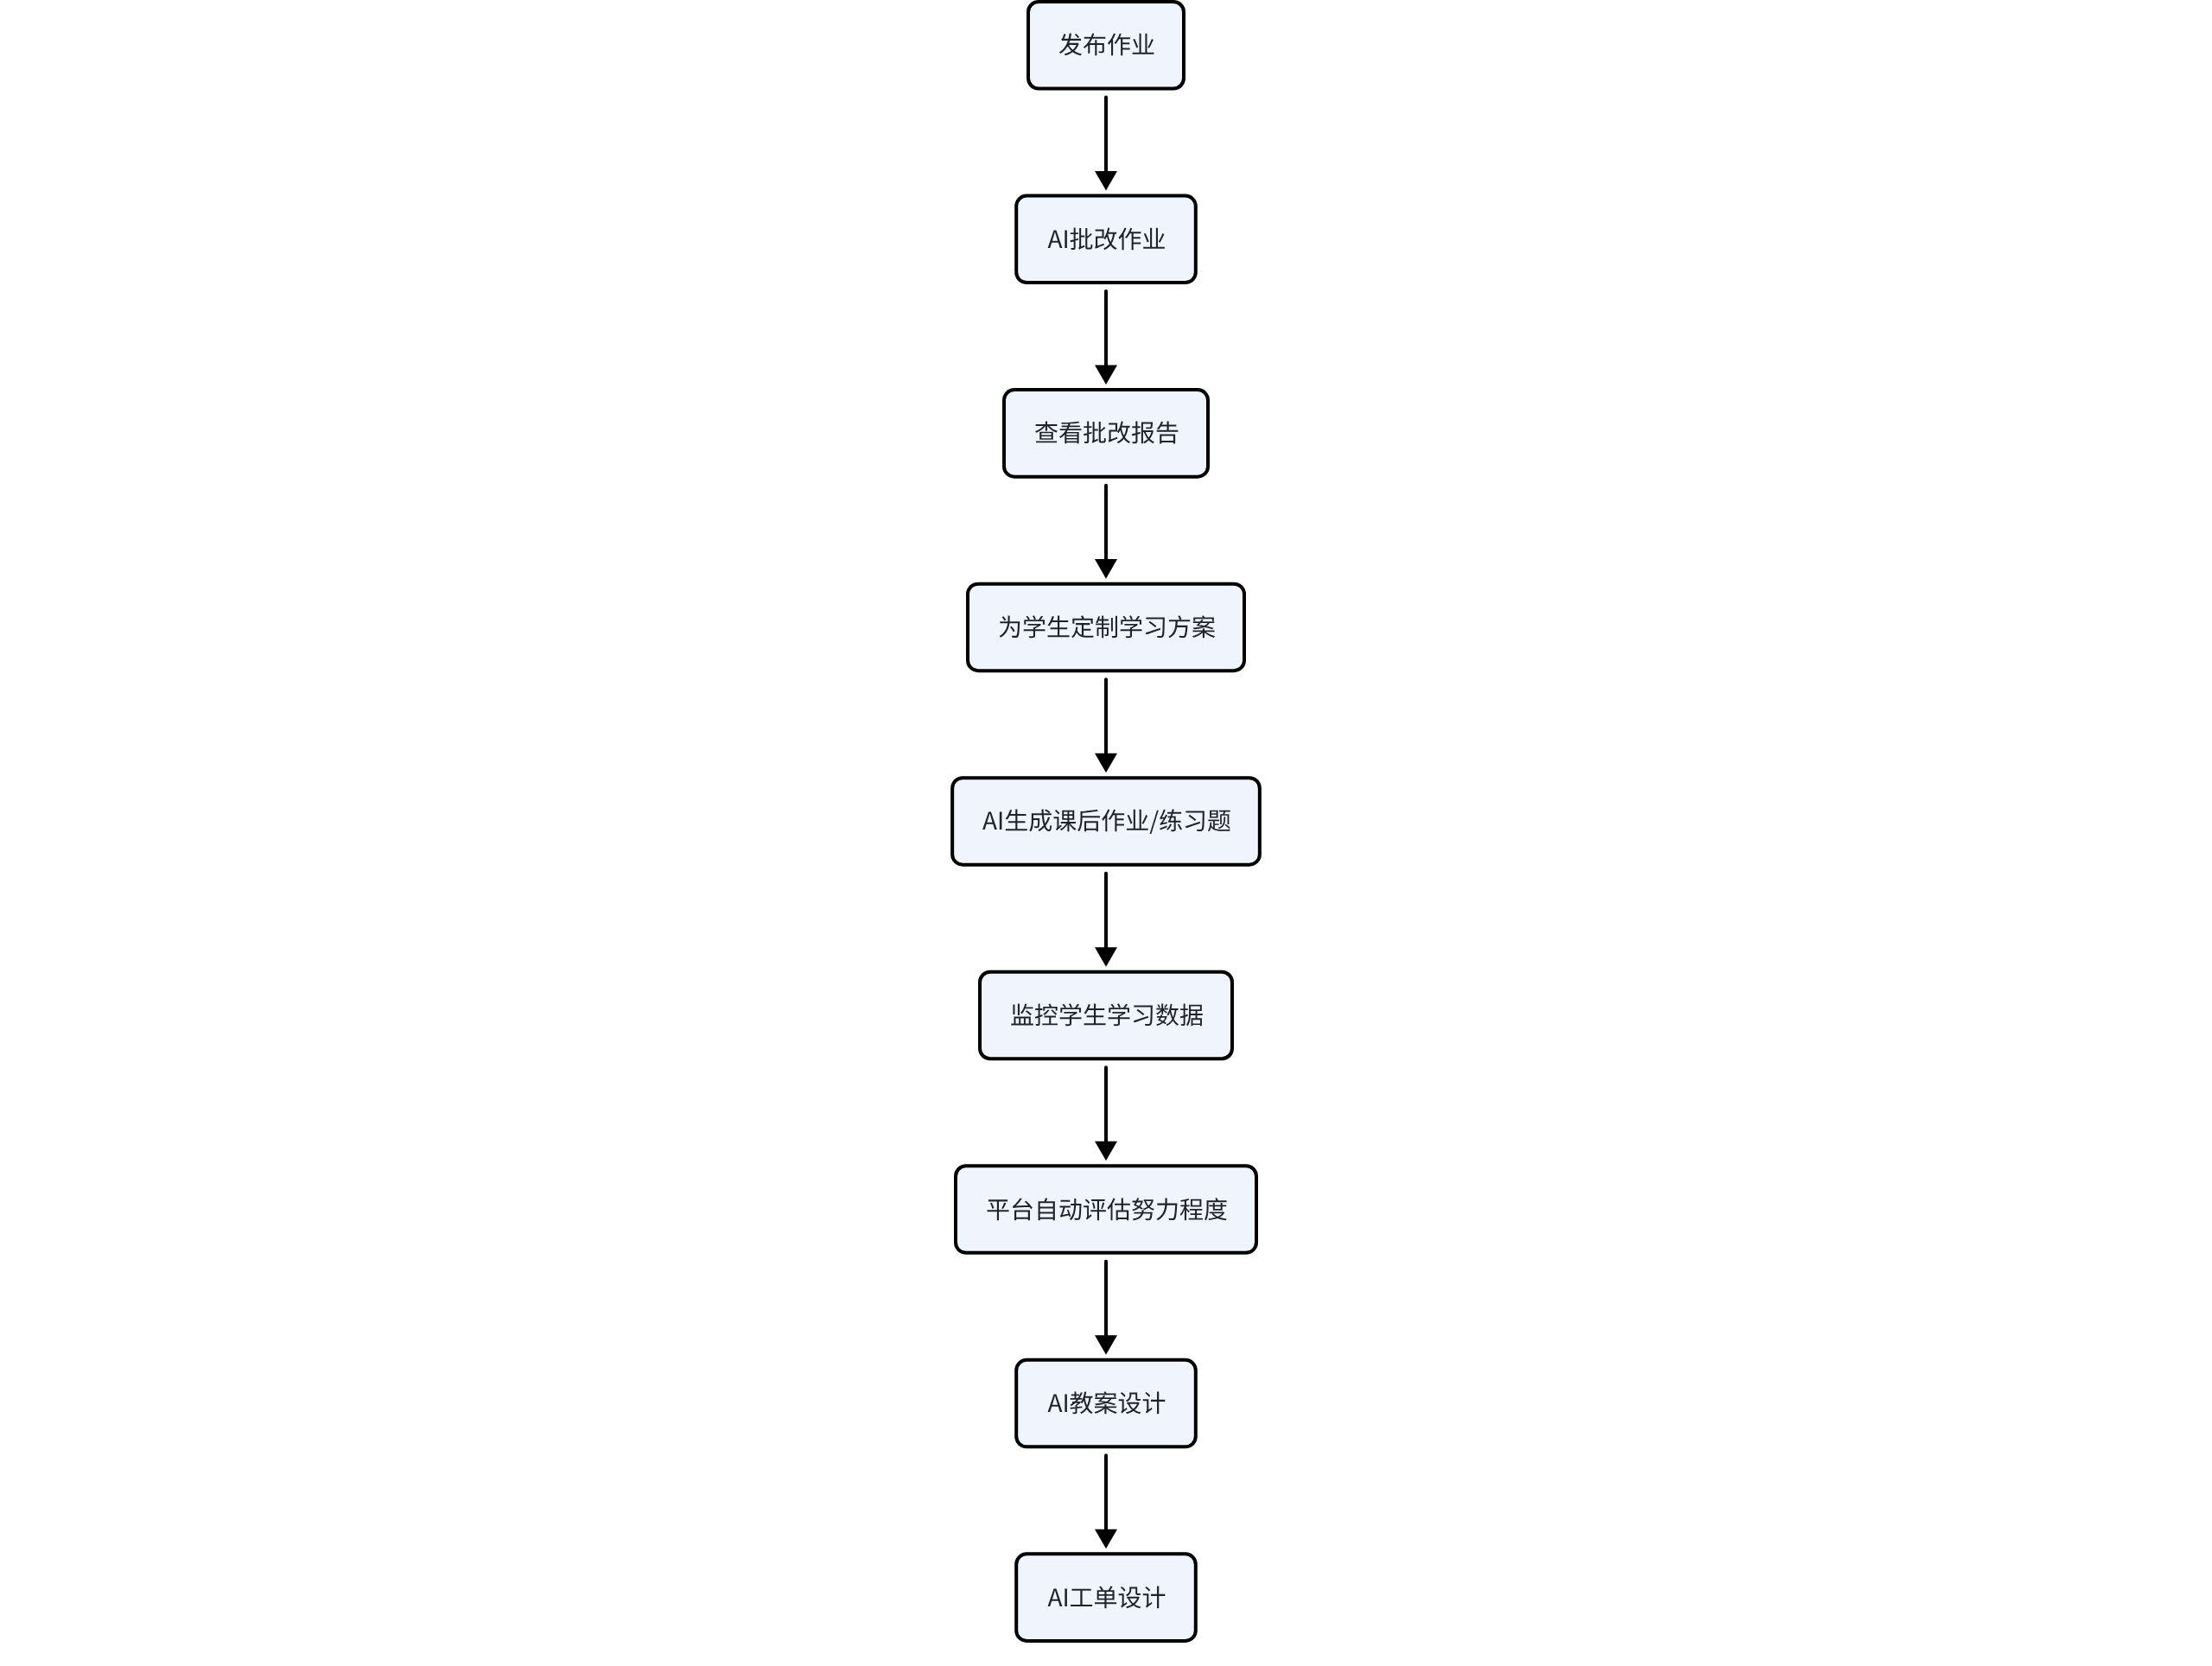 发布作业
AI批改作业
查看批改报告
为学生定制学习方案
AI生成课后作业/练习题
监控学生学习数据
平台自动评估努力程度
AI教案设计
AI工单设计